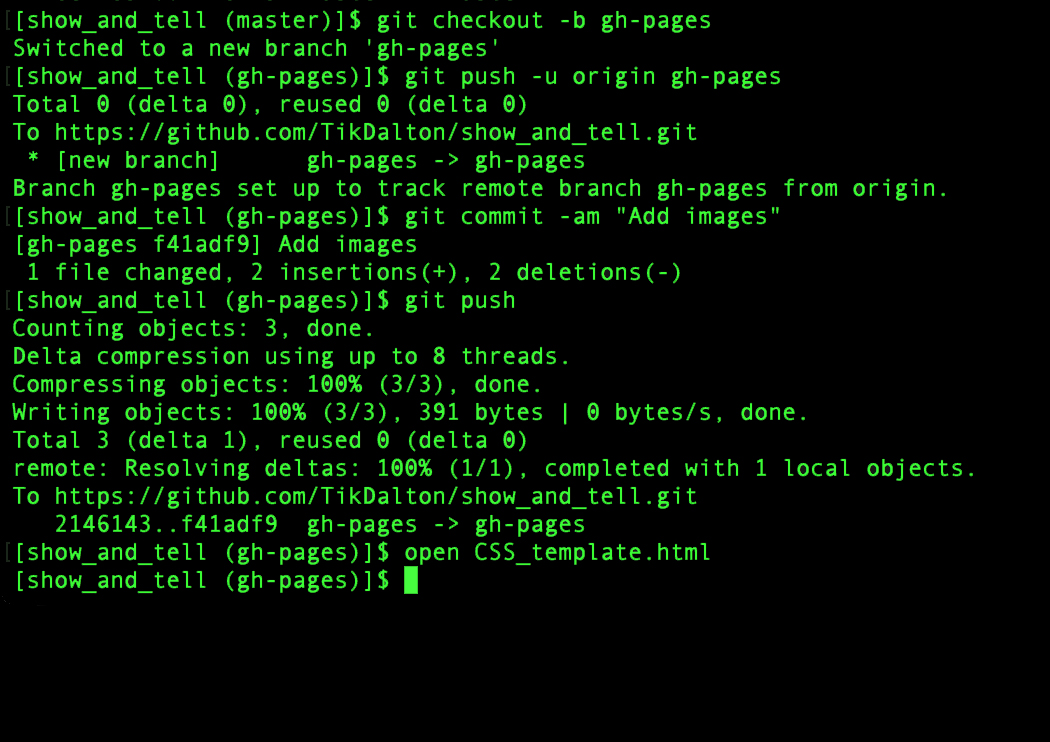 [[show_and_tell (master)]$ git checkout -b gh-pages
Switched to a new branch 'gh-pages'
[[show_and_tell (gh-pages)]$ git push -u origin gh-pages
Total 0 (delta 0), reused 0 (delta 0)
To https://github.com/TikDalton/show_and_tell.git
 * [new branch]      gh-pages -> gh-pages
Branch gh-pages set up to track remote branch gh-pages from origin.
[[show_and_tell (gh-pages)]$ git commit -am "Add images"
[gh-pages f41adf9] Add images
 1 file changed, 2 insertions(+), 2 deletions(-)
[[show_and_tell (gh-pages)]$ git push
Counting objects: 3, done.
Delta compression using up to 8 threads.
Compressing objects: 100% (3/3), done.
Writing objects: 100% (3/3), 391 bytes | 0 bytes/s, done.
Total 3 (delta 1), reused 0 (delta 0)
remote: Resolving deltas: 100% (1/1), completed with 1 local objects.
To https://github.com/TikDalton/show_and_tell.git
   2146143..f41adf9  gh-pages -> gh-pages
[[show_and_tell (gh-pages)]$ open CSS_template.html
[show_and_tell (gh-pages)]$